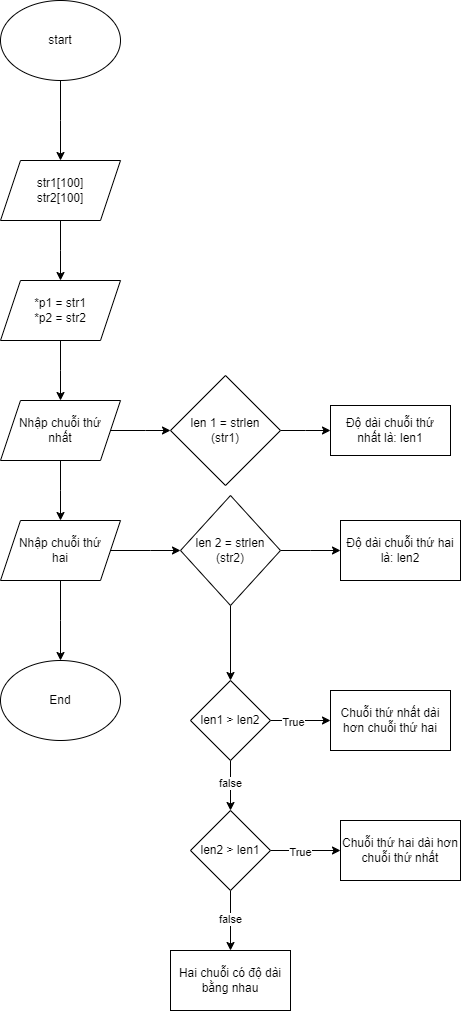 start
str1[100]
str2[100]
*p1 = str1
*p2 = str2
Nhập chuỗi thứ
nhất
len 1 = strlen
(str1)
Độ dài chuỗi thứ
nhất là: len1
Nhập chuỗi thứ
hai
len 2 = strlen
(str2)
Độ dài chuỗi thứ hai
là: len2
End
len1 > len2
True
Chuỗi thứ nhất dài
hơn chuỗi thứ hai
false
len2 > len1
True
Chuỗi thứ hai dài hơn
chuỗi thứ nhất
false
Hai chuỗi có độ dài
bằng nhau